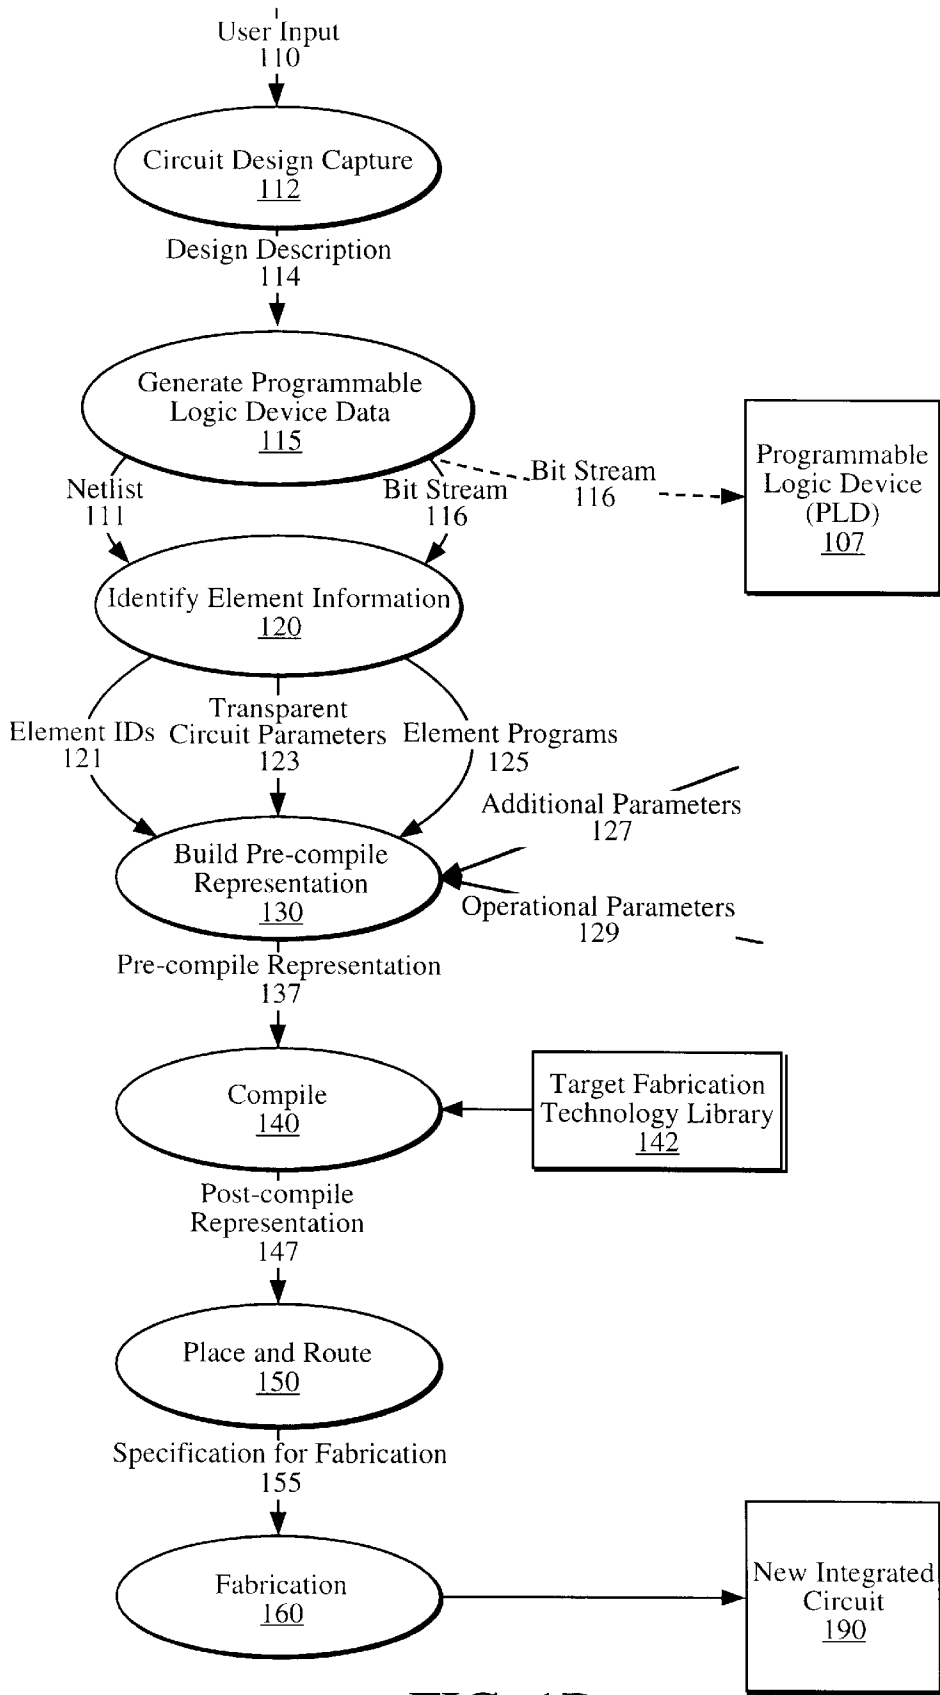 User Input
110
Circuit Design Capture
112
Design Description
114
Generate Programmable
Logic Device Data
115
Netlist
111
Bit Stream
116
Bit Stream
116
Programmable
Logic Device
(PLD)
107
Identify Element Information
120
Element IDs
121
Transparent
Circuit Parameters
123
Element Programs
125
Additional Parameters
127
Build Pre-compile
Representation
130
Operational Parameters
129
Pre-compile Representation
137
Compile
140
Target Fabrication
Technology Library
142
Post-compile
Representation
147
Place and Route
150
Specification for Fabrication
155
Fabrication
160
New Integrated
Circuit
190